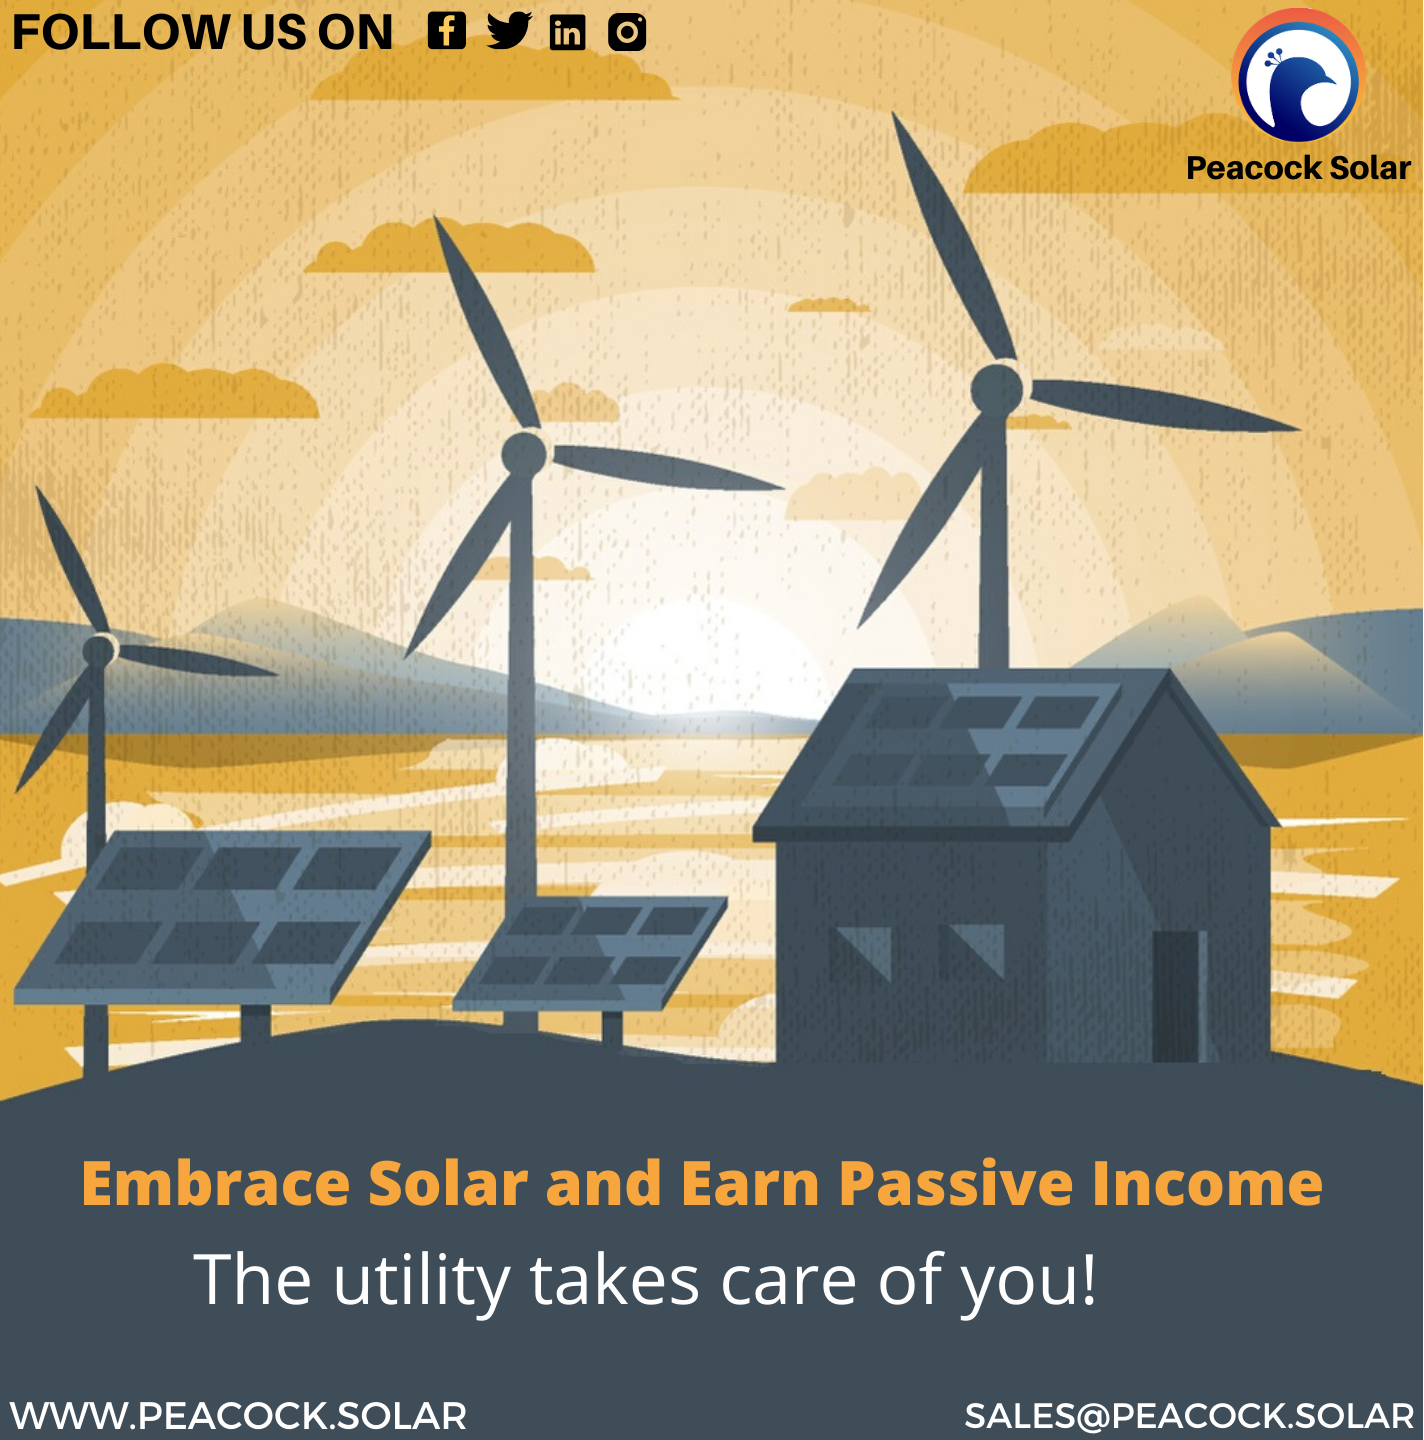 FOLLOW US ON
Peacock Solar
Embrace Solar and Earn Passive Income
The utility takes care of you!
WWW.PEACOCK.SOLAR
SALES@PEACOCK.SOLAR